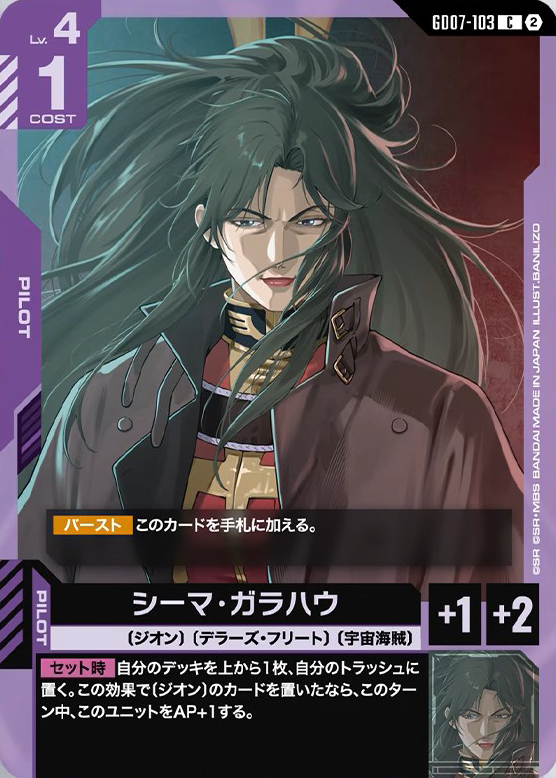 GD07-103 C 2
Lv. 4
1
COST
PILOT
©SR ©SR・MBS BANDAI MADE IN JAPAN ILLUST.BANILIZO
バースト このカードを手札に加える。
PILOT
シーマ・ガラハウ
+1 +2
〔ジオン〕〔デラーズ・フリート〕〔宇宙海賊〕
セット時 自分のデッキを上から1枚、自分のトラッシュに
置く。この効果で〔ジオン〕のカードを置いたなら、このター
ン中、このユニットをAP+1する。